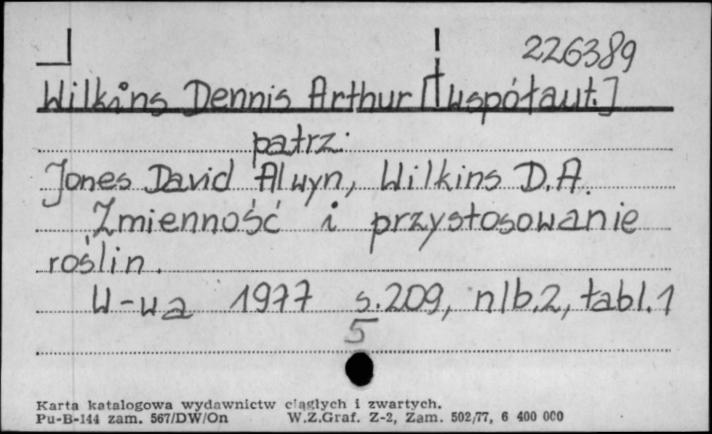 226389
Wilkins Dennis Arthur [współaut.]
patrz:
Jones David Alwyn, Wilkins D.A.
Zmienność i przystosowanie
roślin.
W-wa 1977 s.209, nlb.2, tabl.1
5
Karta katalogowa wydawnictw ciągłych i zwartych.
Pu-B-144 zam. 567/DW/On W.Z.Graf. Z-2, Zam. 502/77, 6 400 000